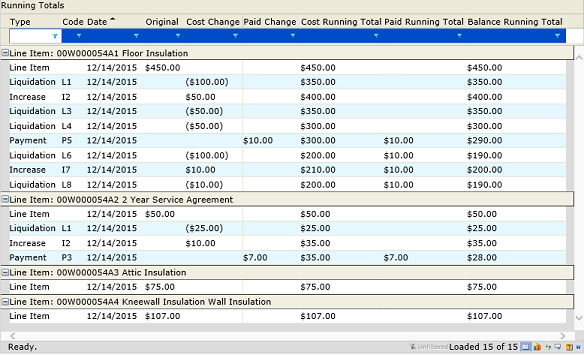 Running Totals
Type Code Date Original Cost Change Paid Change Cost Running Total Paid Running Total Balance Running Total
Line Item: 00W000054A1 Floor Insulation
Line Item 12/14/2015 $450.00 $450.00 $450.00
Liquidation L1 12/14/2015 ($100.00) $350.00 $350.00
Increase I2 12/14/2015 $50.00 $400.00 $400.00
Liquidation L3 12/14/2015 ($50.00) $350.00 $350.00
Liquidation L4 12/14/2015 ($50.00) $300.00 $300.00
Payment P5 12/14/2015 $10.00 $300.00 $10.00 $290.00
Liquidation L6 12/14/2015 ($100.00) $200.00 $10.00 $190.00
Increase I7 12/14/2015 $10.00 $210.00 $10.00 $200.00
Liquidation L8 12/14/2015 ($10.00) $200.00 $10.00 $190.00
Line Item: 00W000054A2 2 Year Service Agreement
Line Item 12/14/2015 $50.00 $50.00 $50.00
Liquidation L1 12/14/2015 ($25.00) $25.00 $25.00
Increase I2 12/14/2015 $10.00 $35.00 $35.00
Payment P3 12/14/2015 $7.00 $35.00 $7.00 $28.00
Line Item: 00W000054A3 Attic Insulation
Line Item 12/14/2015 $75.00 $75.00 $75.00
Line Item: 00W000054A4 Kneewall Insulation Wall Insulation
Line Item 12/14/2015 $107.00 $107.00 $107.00
Ready. Unfiltered Loaded 15 of 15